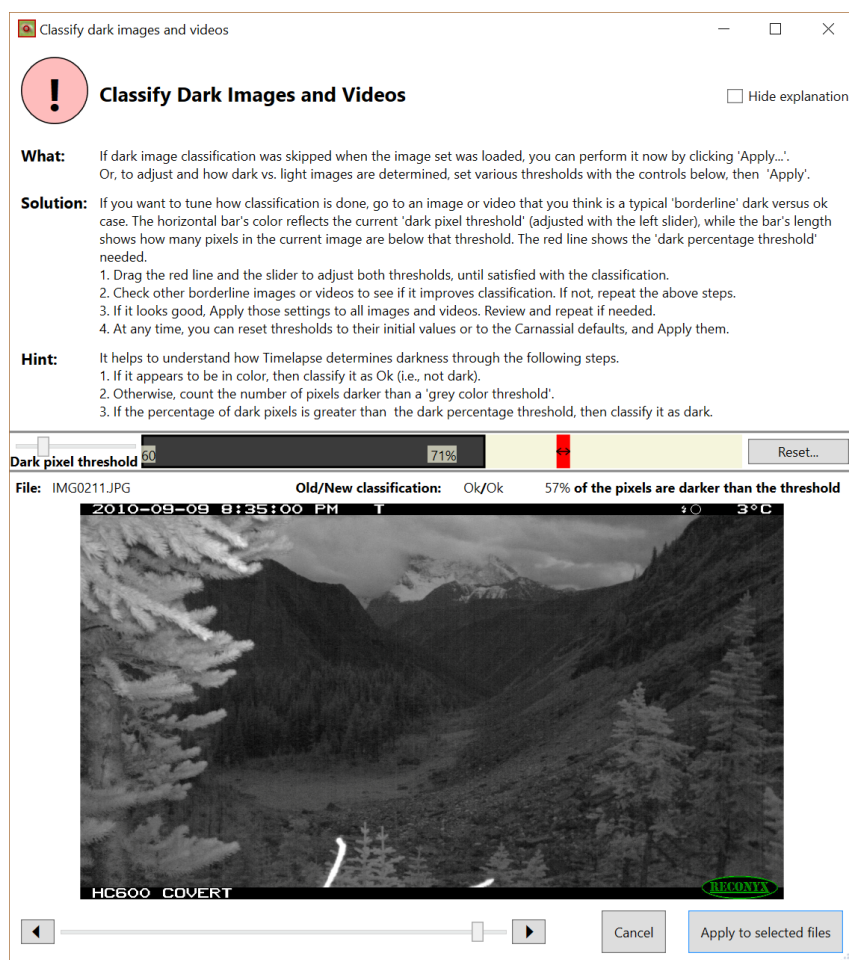 Classify dark images and videos
Classify Dark Images and Videos
Hide explanation
What: If dark image classification was skipped when the image set was loaded, you can perform it now by clicking 'Apply...'.
Or, to adjust and how dark vs. light images are determined, set various thresholds with the controls below, then 'Apply'.
Solution: If you want to tune how classification is done, go to an image or video that you think is a typical 'borderline' dark versus ok
case. The horizontal bar's color reflects the current 'dark pixel threshold' (adjusted with the left slider), while the bar's length
shows how many pixels in the current image are below that threshold. The red line shows the 'dark percentage threshold'
needed.
1. Drag the red line and the slider to adjust both thresholds, until satisfied with the classification.
2. Check other borderline images or videos to see if it improves classification. If not, repeat the above steps.
3. If it looks good, Apply those settings to all images and videos. Review and repeat if needed.
4. At any time, you can reset thresholds to their initial values or to the Carnassial defaults, and Apply them.
Hint: It helps to understand how Timelapse determines darkness through the following steps.
1. If it appears to be in color, then classify it as Ok (i.e., not dark).
2. Otherwise, count the number of pixels darker than a 'grey color threshold'.
3. If the percentage of dark pixels is greater than the dark percentage threshold, then classify it as dark.
Dark pixel threshold 60 71% Reset...
File: IMG0211.JPG Old/New classification: Ok/Ok 57% of the pixels are darker than the threshold
2010-09-09 8:35:00 PM T 3°C
HC600 COVERT RECONYX
Cancel Apply to selected files